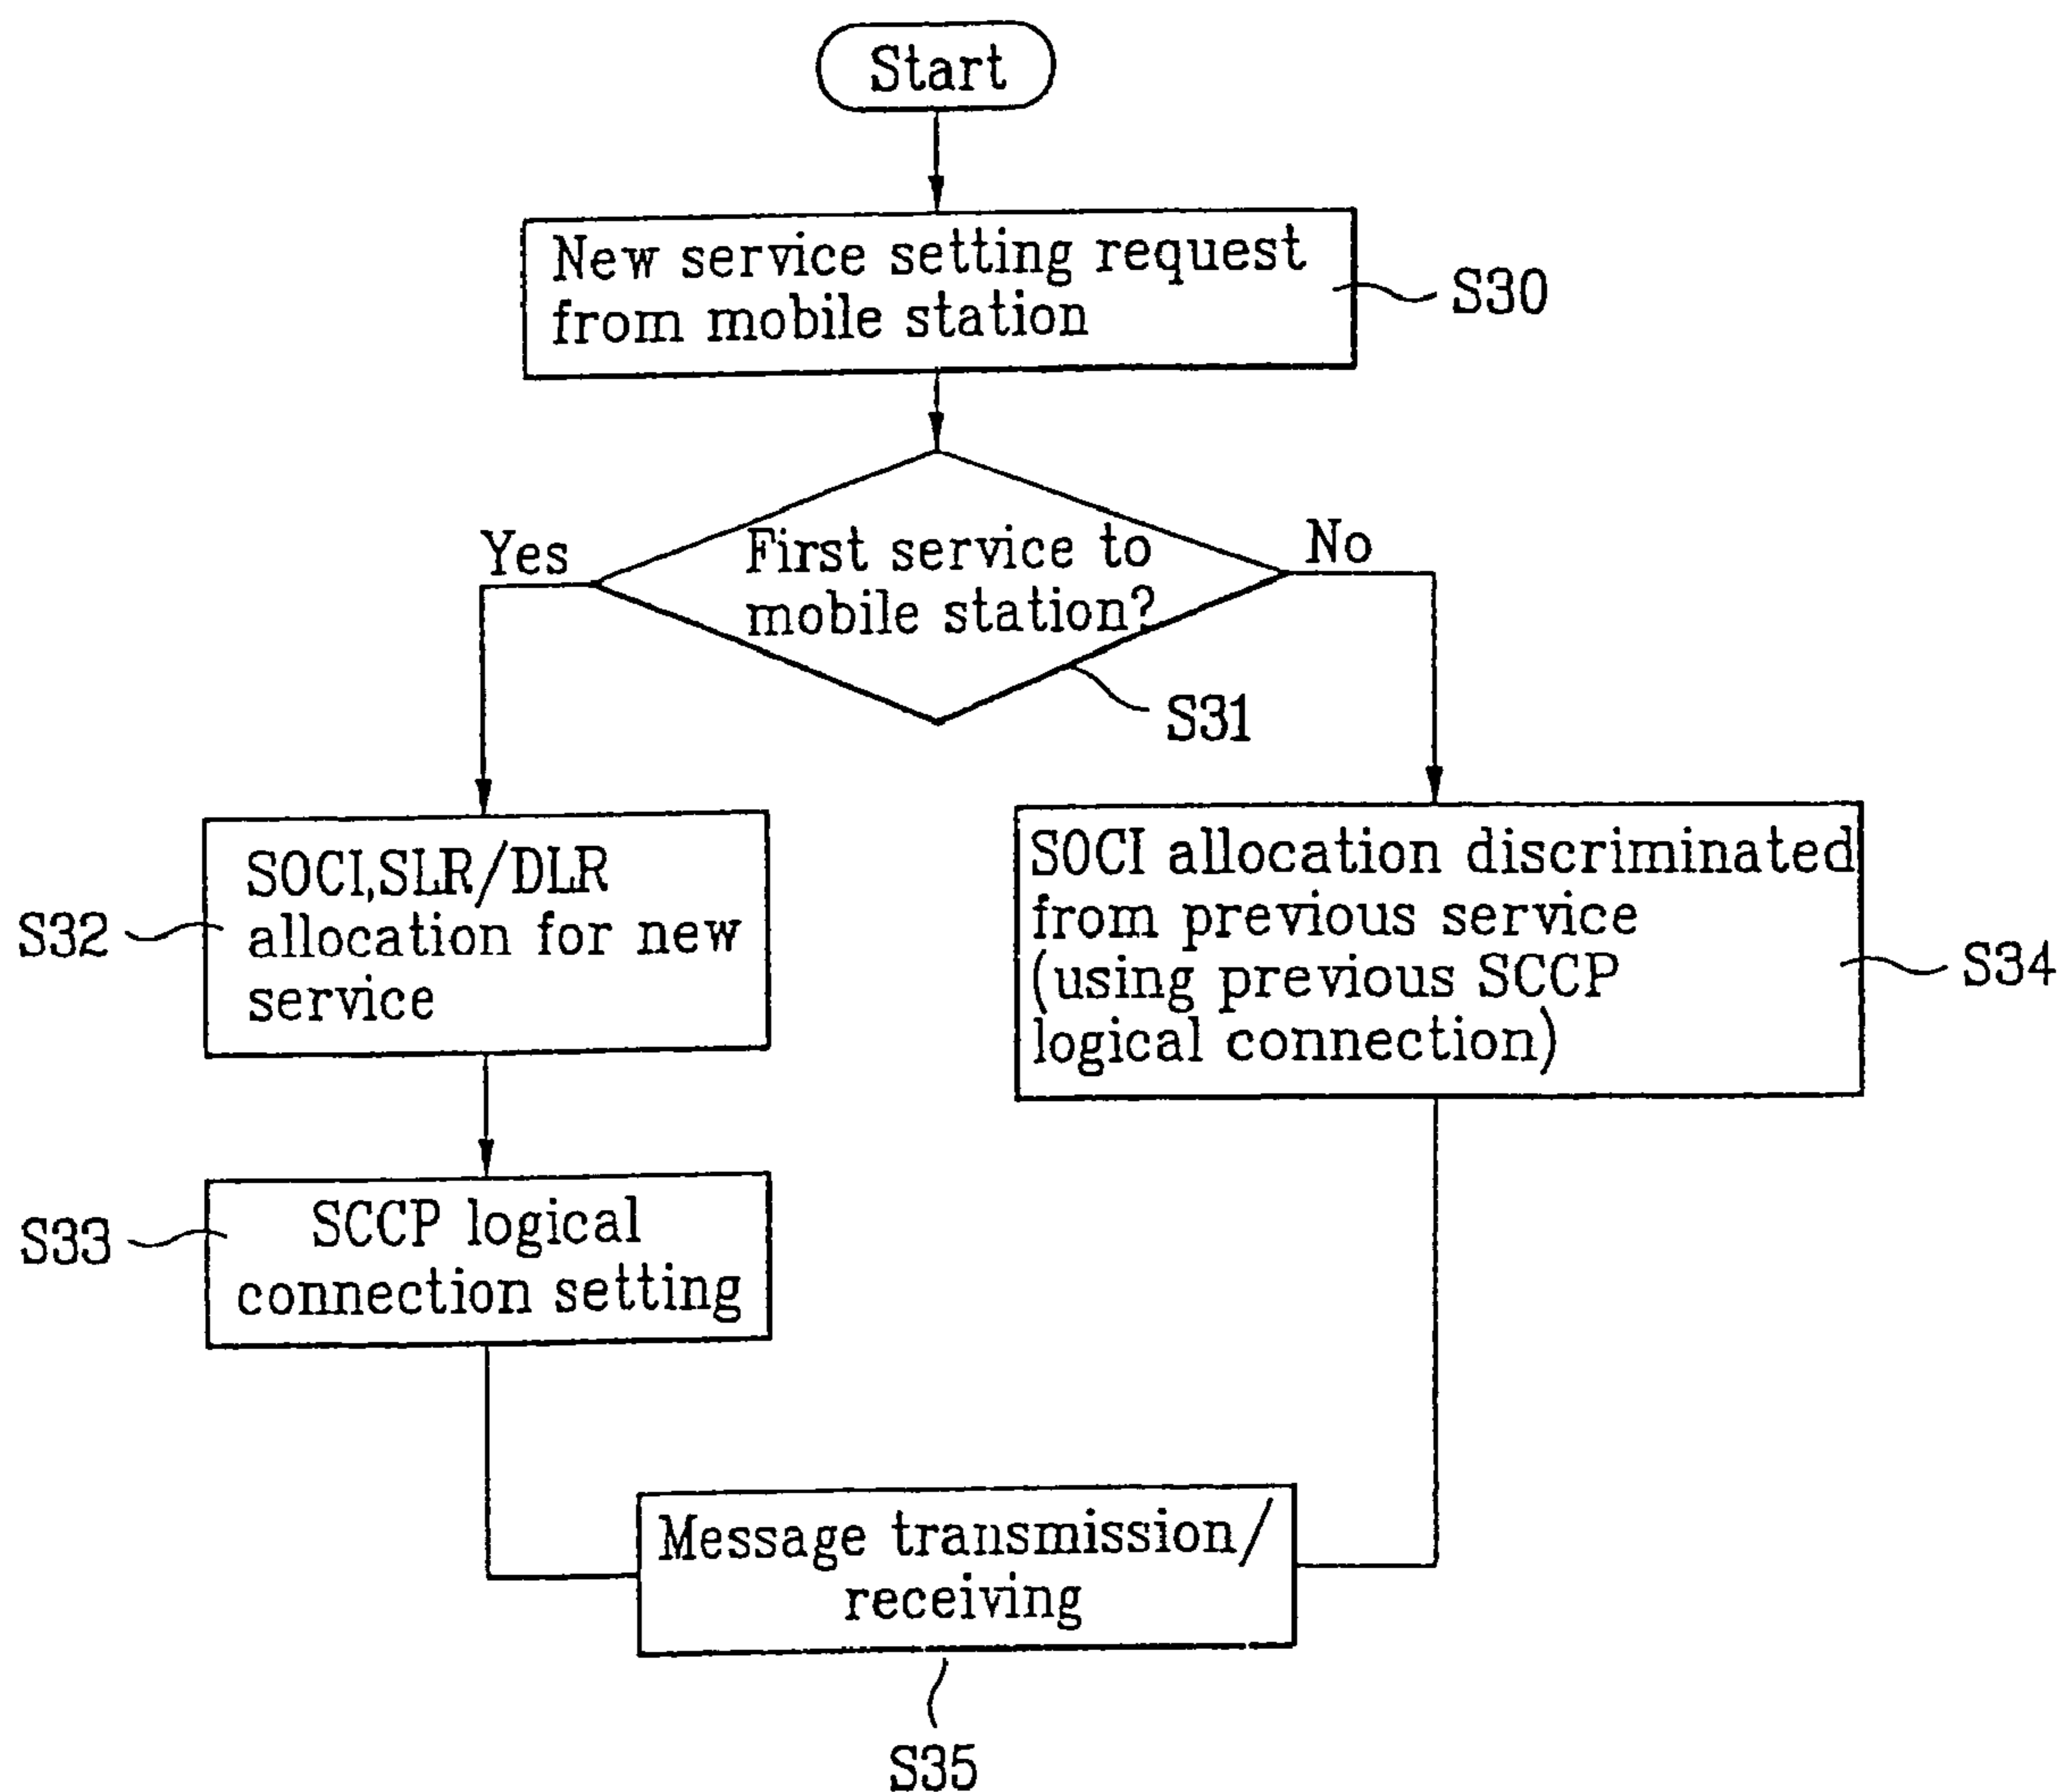 Start
New service setting request
from mobile station
S30
Yes
First service to
mobile station?
No
S31
SOCI,SLR/DLR
allocation for new
service
S32
SOCI allocation discriminated
from previous service
(using previous SCCP
logical connection)
S34
SCCP logical
connection setting
S33
Message transmission/
receiving
S35